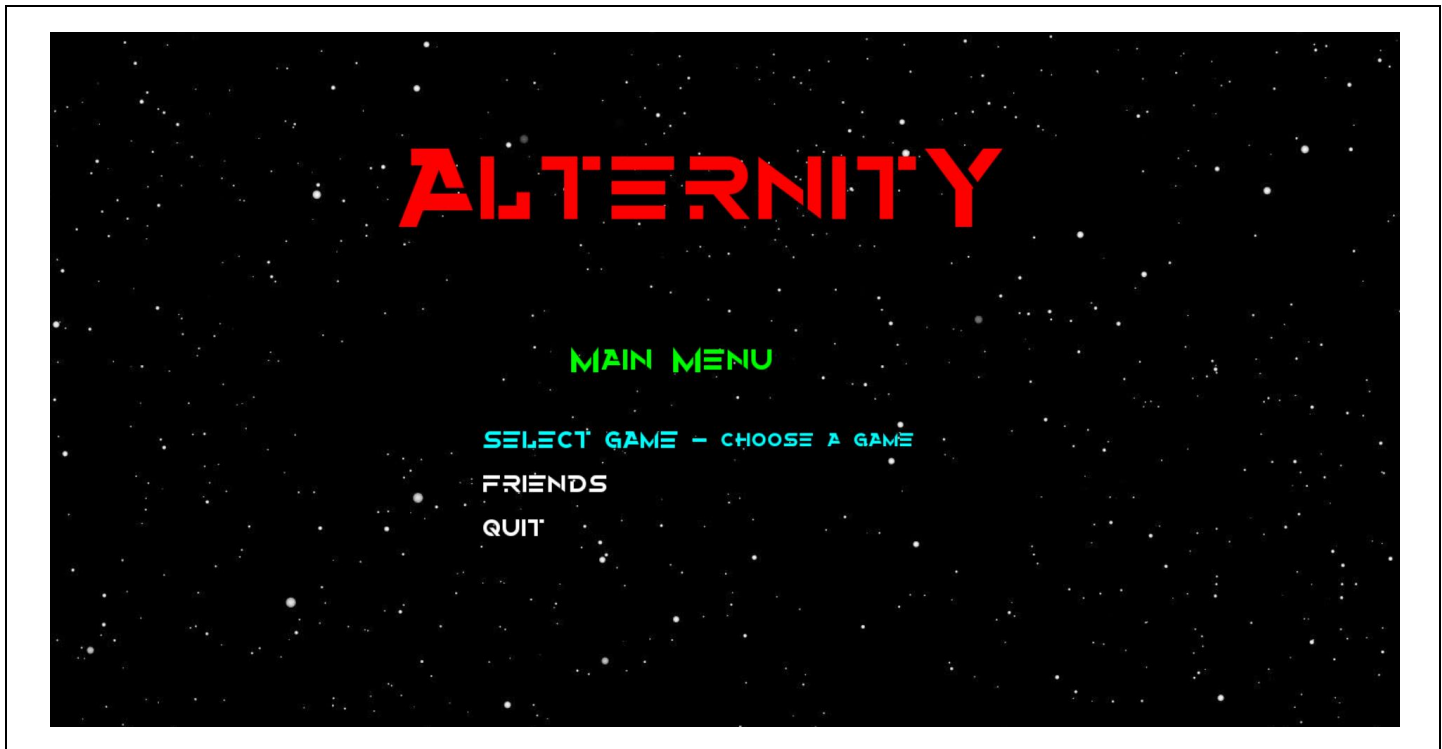 ALTERNITY
MAIN MENU
SELECT GAME - CHOOSE A GAME
FRIENDS
QUIT